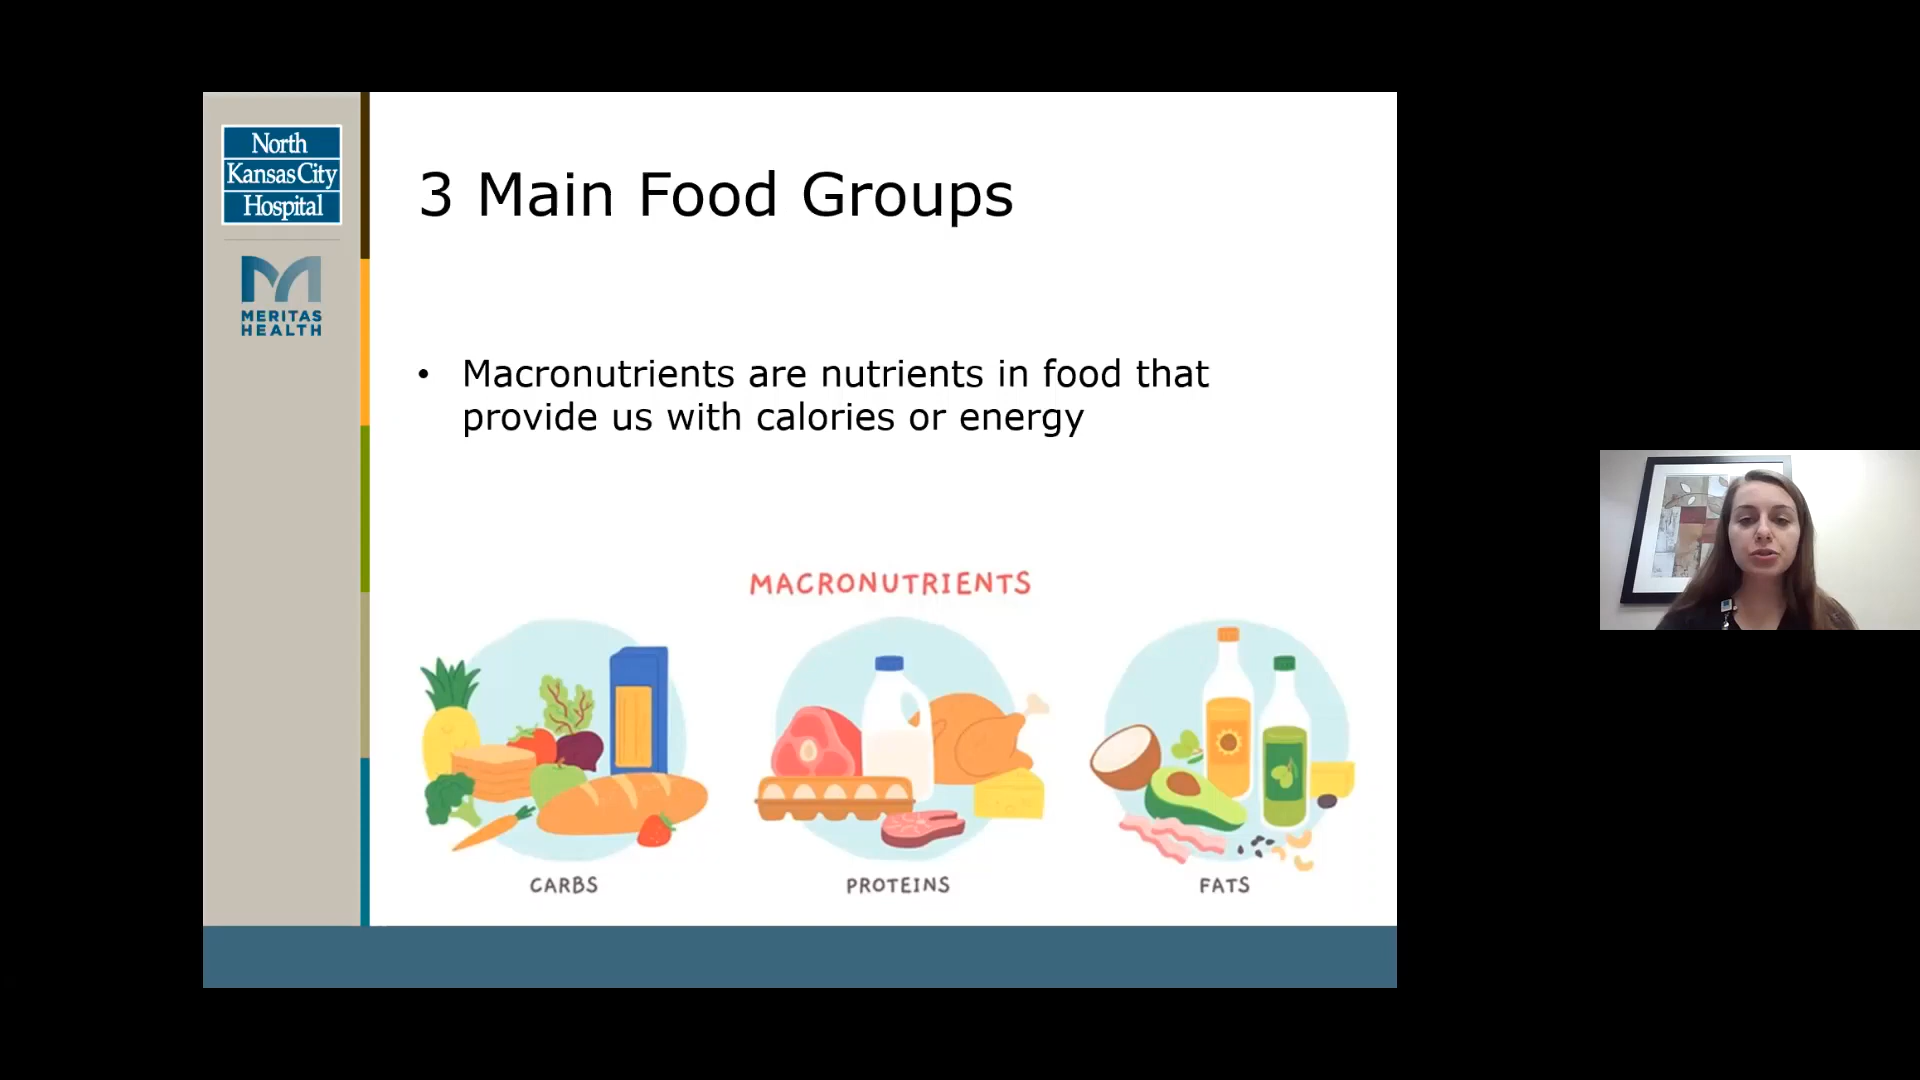 North
Kansas City
Hospital
MERITAS
HEALTH
3 Main Food Groups
• Macronutrients are nutrients in food that
provide us with calories or energy
MACRONUTRIENTS
CARBS
PROTEINS
FATS